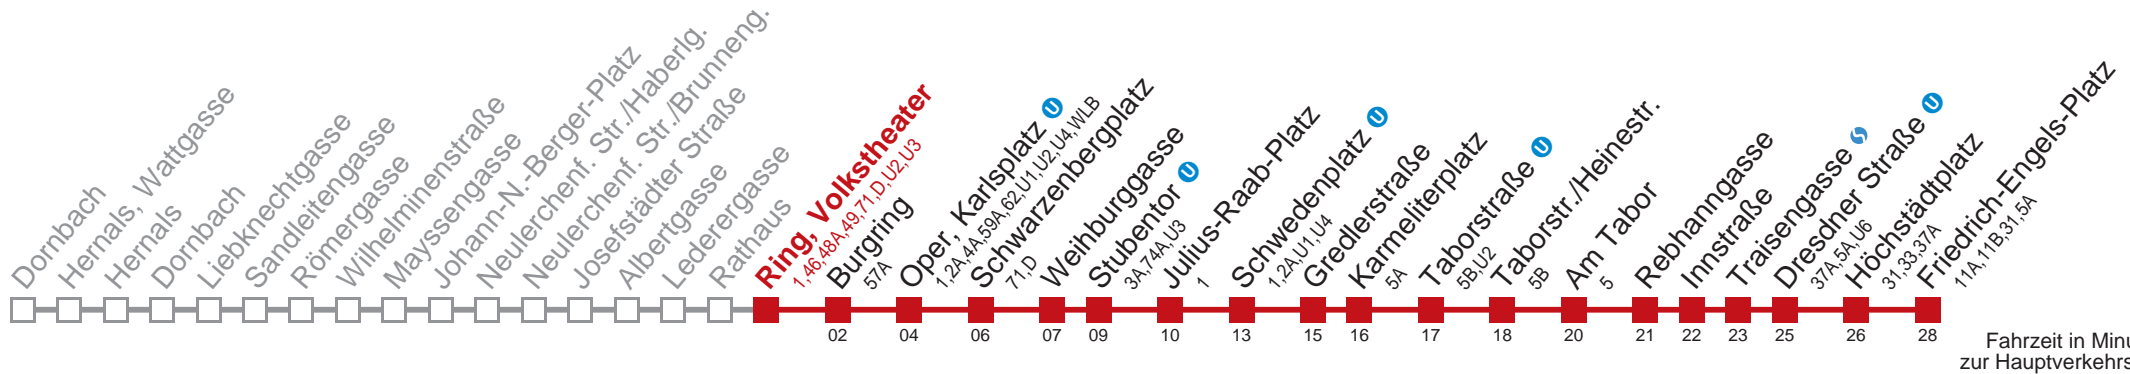 Dornbach
Hernals, Wattgasse
Hernals
Dornbach
Liebknechtgasse
Sandleitengasse
Römergasse
Wilhelminenstraße
Mayssengasse
Johann-N.-Berger-Platz
Neulerchenf. Str./Haberlg.
Neulerchenf. Str./Brunneng.
Josefstädter Straße
Albertgasse
Lederergasse
Rathaus
Ring, Volkstheater
1,46,48A,49,71,D,U2,U3
Burgring
57A
02
Oper, Karlsplatz U
1,2A,4A,59A,62,U1,U2,U4,WLB
04
Schwarzenbergplatz
71,D
06
Weihburggasse
07
Stubentor U
3A,74A,U3
09
Julius-Raab-Platz
1
10
Schwedenplatz U
1,2A,U1,U4
13
Gredlerstraße
15
Karmeliterplatz
5A
16
Taborstraße U
5B,U2
17
Taborstr./Heinestr.
5B
18
Am Tabor
5
20
Rebhanngasse
21
Innstraße
22
Traisengasse S
23
Dresdner Straße U
37A,5A,U6
25
Höchstädtplatz
31,33,37A
26
Friedrich-Engels-Platz
11A,11B,31,5A
28
Fahrzeit in Minu
zur Hauptverkehrs